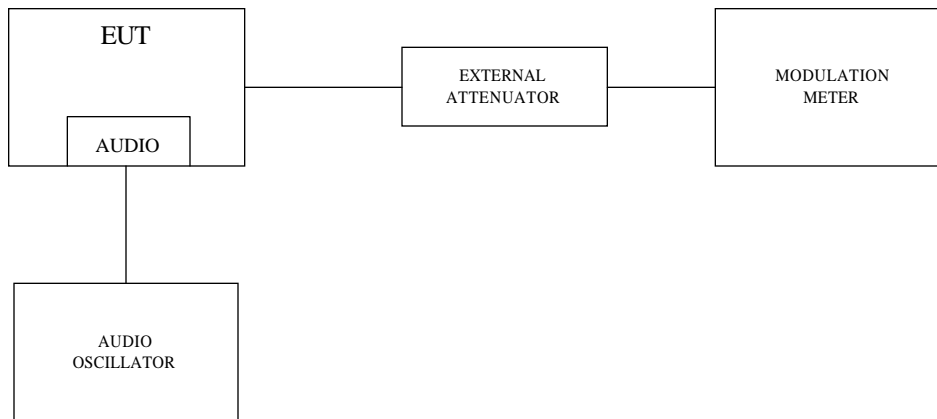 EUT
AUDIO
EXTERNAL
ATTENUATOR
MODULATION
METER
AUDIO
OSCILLATOR